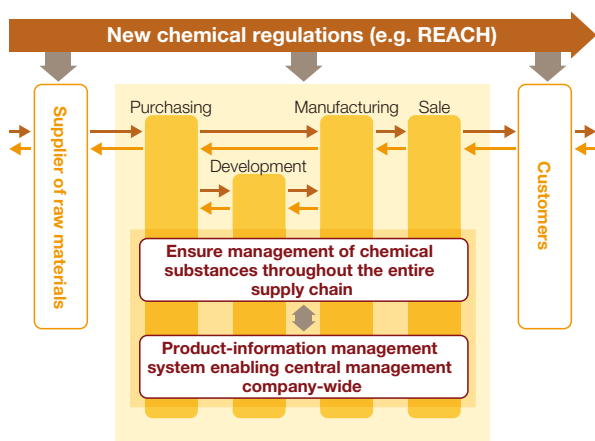 New chemical regulations (e.g. REACH)
Supplier of raw materials
Purchasing
Manufacturing
Sale
Development
Customers
Ensure management of chemical
substances throughout the entire
supply chain
Product-information management
system enabling central management
company-wide